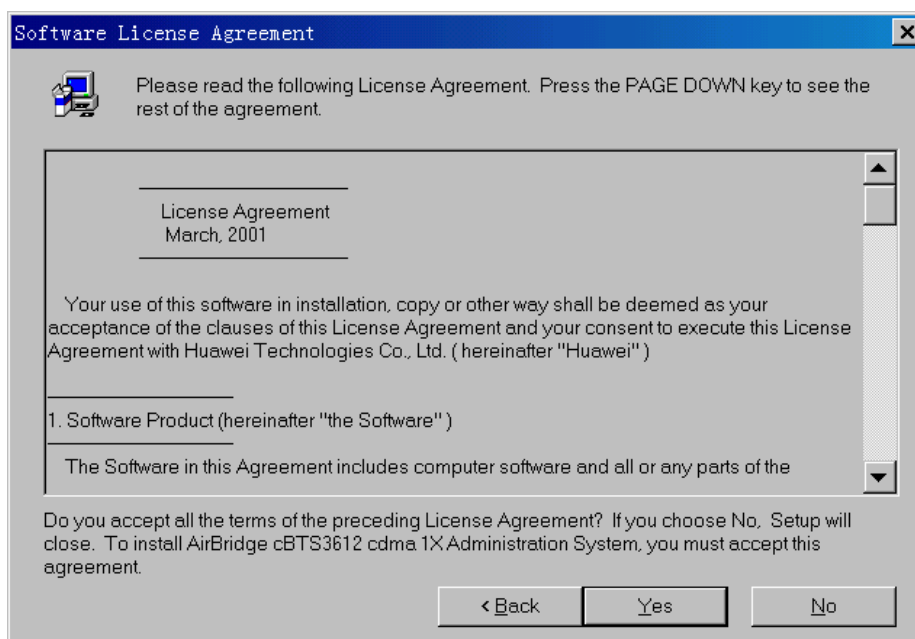 Software License Agreement
Please read the following License Agreement. Press the PAGE DOWN key to see the
rest of the agreement.
License Agreement
March, 2001
Your use of this software in installation, copy or other way shall be deemed as your
acceptance of the clauses of this License Agreement and your consent to execute this License
Agreement with Huawei Technologies Co., Ltd. ( hereinafter "Huawei" )
1. Software Product (hereinafter "the Software" )
The Software in this Agreement includes computer software and all or any parts of the
Do you accept all the terms of the preceding License Agreement? If you choose No, Setup will
close. To install AirBridge cBTS3612 cdma 1X Administration System, you must accept this
agreement.
< Back Yes No